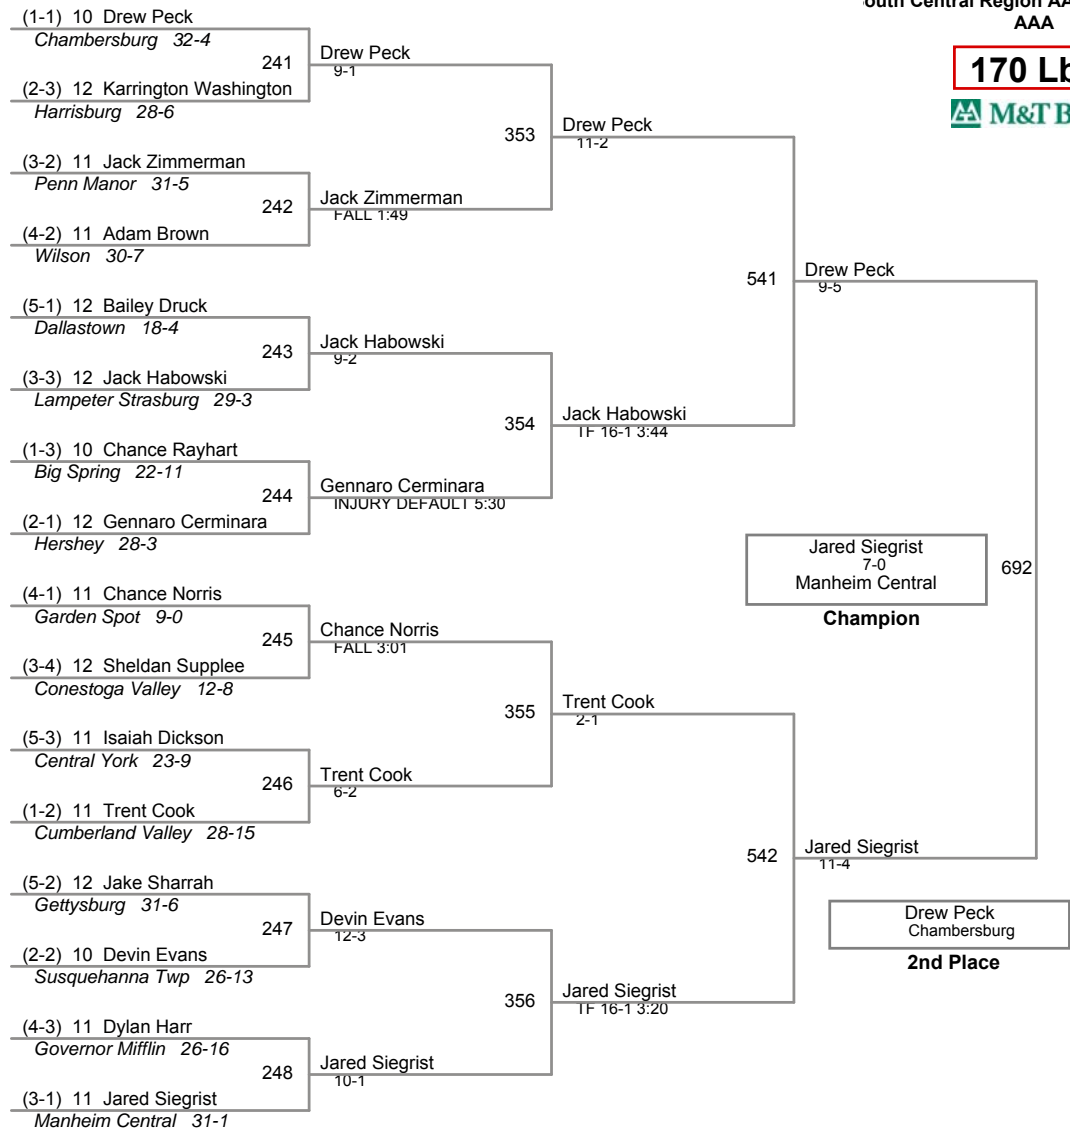 (1-1) 10 Drew Peck
Chambersburg 32-4
241
(2-3) 12 Karrington Washington
Harrisburg 28-6
(3-2) 11 Jack Zimmerman
Penn Manor 31-5
242
(4-2) 11 Adam Brown
Wilson 30-7
(5-1) 12 Bailey Druck
Dallastown 18-4
243
(3-3) 12 Jack Habowski
Lampeter Strasburg 29-3
(1-3) 10 Chance Rayhart
Big Spring 22-11
244
(2-1) 12 Gennaro Cerminara
Hershey 28-3
(4-1) 11 Chance Norris
Garden Spot 9-0
245
(3-4) 12 Sheldan Supplee
Conestoga Valley 12-8
(5-3) 11 Isaiah Dickson
Central York 23-9
246
(1-2) 11 Trent Cook
Cumberland Valley 28-15
(5-2) 12 Jake Sharrah
Gettysburg 31-6
247
(2-2) 10 Devin Evans
Susquehanna Twp 26-13
(4-3) 11 Dylan Harr
Governor Mifflin 26-16
248
(3-1) 11 Jared Siegrist
Manheim Central 31-1
Drew Peck
9-1
353
Jack Zimmerman
FALL 1:49
Jack Habowski
9-2
354
Gennaro Cerminara
INJURY DEFAULT 5:30
Chance Norris
FALL 3:01
355
Trent Cook
6-2
Devin Evans
12-3
356
Jared Siegrist
10-1
Drew Peck
11-2
541
Jack Habowski
TF 16-1 3:44
Trent Cook
2-1
542
Jared Siegrist
TF 16-1 3:20
Drew Peck
9-5
692
Jared Siegrist
11-4
Jared Siegrist
7-0
Manheim Central
Champion
Drew Peck
Chambersburg
2nd Place
South Central Region AA
AAA
170 Lb
M&T B